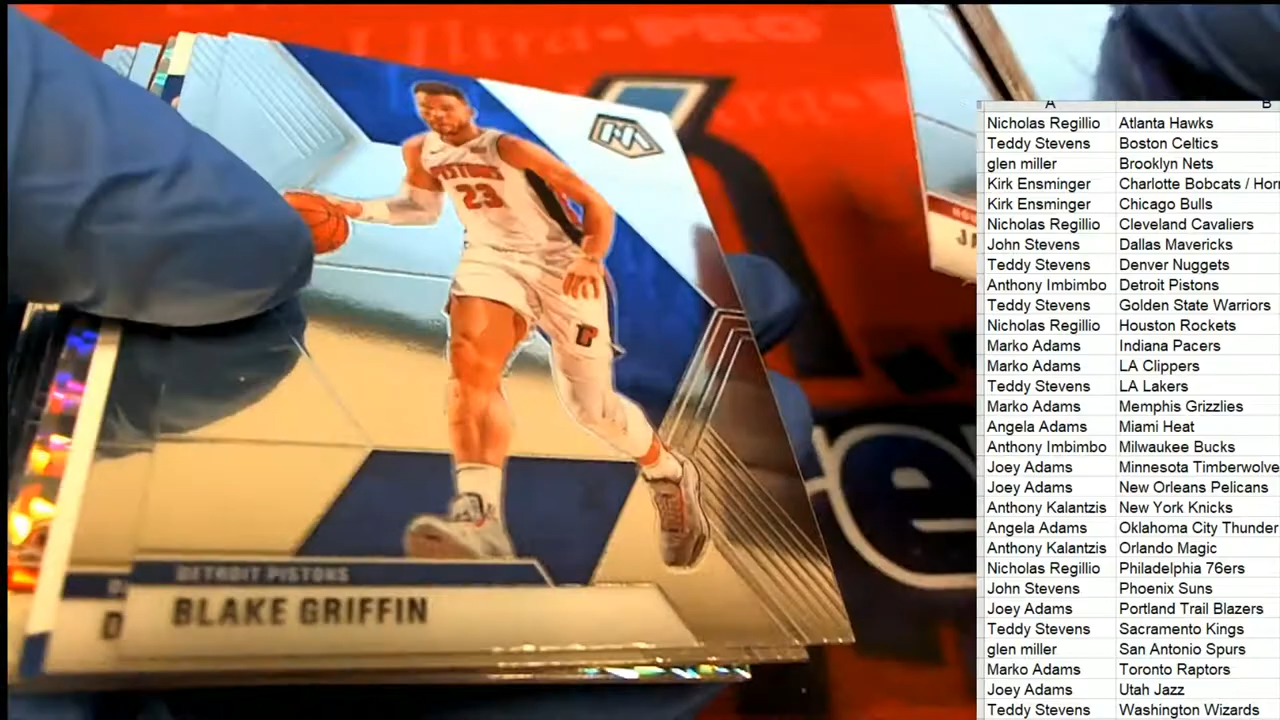 Ultra•PRO
PISTONS
23
DETROIT PISTONS
BLAKE GRIFFIN
D
HOU
JA
e
A B
Nicholas Regillio Atlanta Hawks
Teddy Stevens Boston Celtics
glen miller Brooklyn Nets
Kirk Ensminger Charlotte Bobcats / Hor
Kirk Ensminger Chicago Bulls
Nicholas Regillio Cleveland Cavaliers
John Stevens Dallas Mavericks
Teddy Stevens Denver Nuggets
Anthony Imbimbo Detroit Pistons
Teddy Stevens Golden State Warriors
Nicholas Regillio Houston Rockets
Marko Adams Indiana Pacers
Marko Adams LA Clippers
Teddy Stevens LA Lakers
Marko Adams Memphis Grizzlies
Angela Adams Miami Heat
Anthony Imbimbo Milwaukee Bucks
Joey Adams Minnesota Timberwolve
Joey Adams New Orleans Pelicans
Anthony Kalantzis New York Knicks
Angela Adams Oklahoma City Thunder
Anthony Kalantzis Orlando Magic
Nicholas Regillio Philadelphia 76ers
John Stevens Phoenix Suns
Joey Adams Portland Trail Blazers
Teddy Stevens Sacramento Kings
glen miller San Antonio Spurs
Marko Adams Toronto Raptors
Joey Adams Utah Jazz
Teddy Stevens Washington Wizards